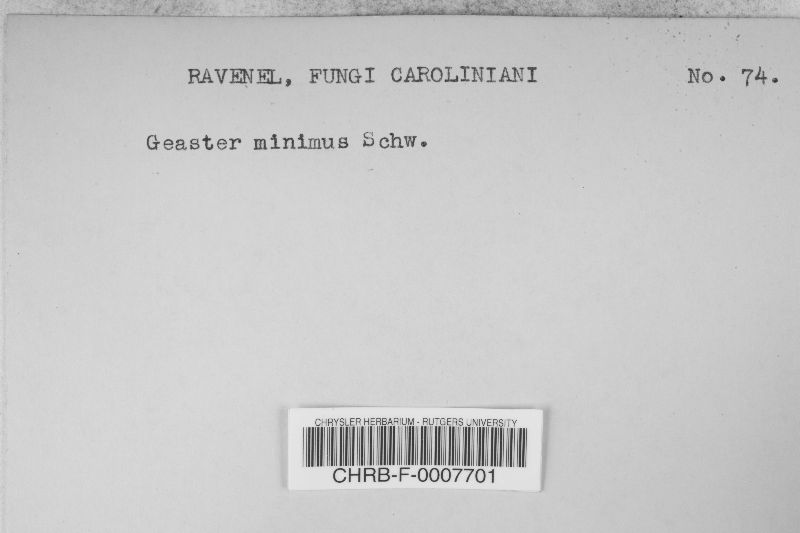 RAVENEL, FUNGI CAROLINIANI No. 74.
Geaster minimus Schw.
CHRYSLER HERBARIUM - RUTGERS UNIVERSITY
CHRB-F-0007701